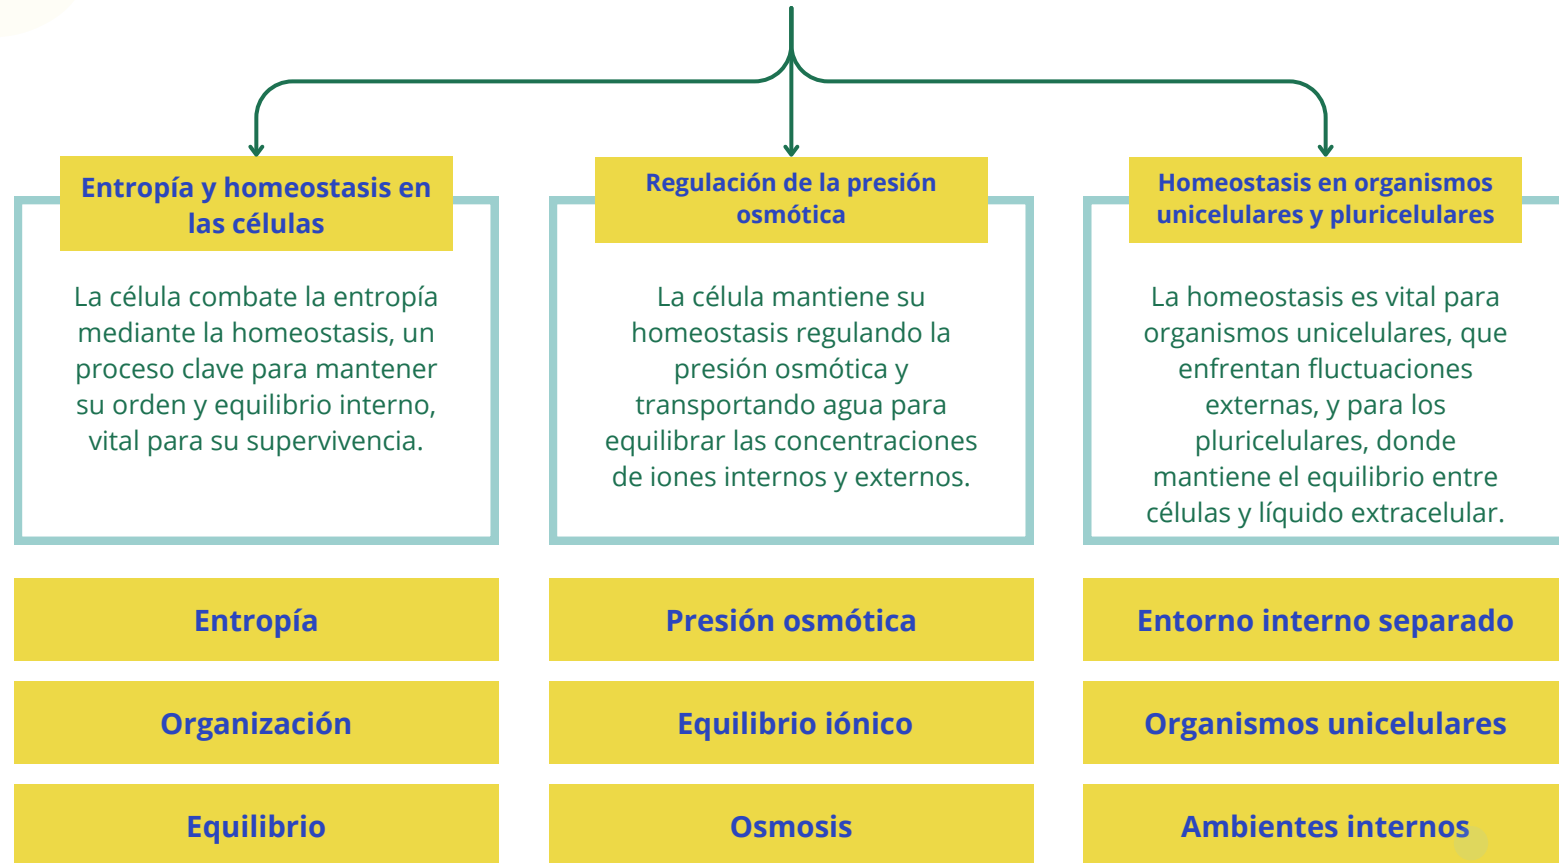 Entropía y homeostasis en
las células
La célula combate la entropía
mediante la homeostasis, un
proceso clave para mantener
su orden y equilibrio interno,
vital para su supervivencia.
Entropía
Organización
Equilibrio
Regulación de la presión
osmótica
La célula mantiene su
homeostasis regulando la
presión osmótica y
transportando agua para
equilibrar las concentraciones
de iones internos y externos.
Presión osmótica
Equilibrio iónico
Osmosis
Homeostasis en organismos
unicelulares y pluricelulares
La homeostasis es vital para
organismos unicelulares, que
enfrentan fluctuaciones
externas, y para los
pluricelulares, donde
mantiene el equilibrio entre
células y líquido extracelular.
Entorno interno separado
Organismos unicelulares
Ambientes internos